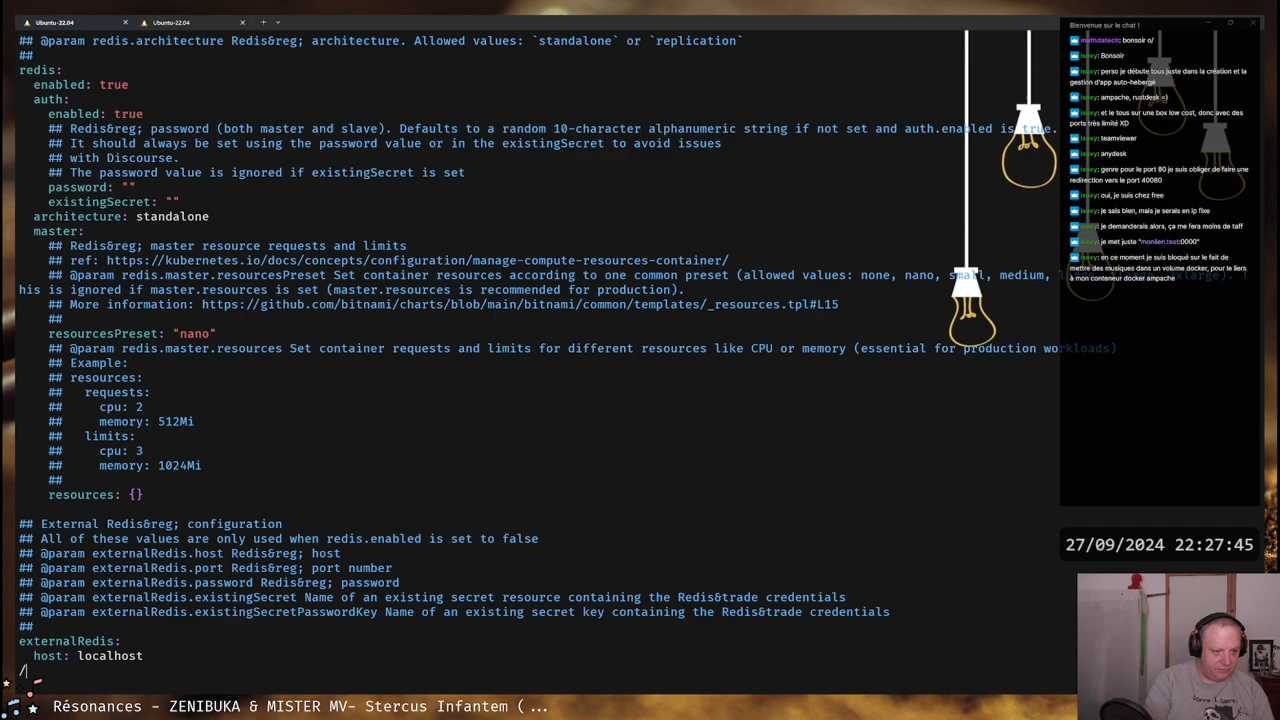 Ubuntu-22.04
Ubuntu-22.04
## @param redis.architecture Redis&reg; architecture. Allowed values: `standalone` or `replication`
##
redis:
enabled: true
auth:
enabled: true
## Redis&reg; password (both master and slave). Defaults to a random 10-character alphanumeric string if not set and auth.enabled is true.
## It should always be set using the password value or in the existingSecret to avoid issues
## with Discourse.
## The password value is ignored if existingSecret is set
password: ""
existingSecret: ""
architecture: standalone
master:
## Redis&reg; master resource requests and limits
## ref: https://kubernetes.io/docs/concepts/configuration/manage-compute-resources-container/
## @param redis.master.resourcesPreset Set container resources according to one common preset (allowed values: none, nano, small, medium, l
his is ignored if master.resources is set (master.resources is recommended for production).
## More information: https://github.com/bitnami/charts/blob/main/bitnami/common/templates/_resources.tpl#L15
##
resourcesPreset: "nano"
## @param redis.master.resources Set container requests and limits for different resources like CPU or memory (essential for production workloads)
## Example:
## resources:
## requests:
## cpu: 2
## memory: 512Mi
## limits:
## cpu: 3
## memory: 1024Mi
##
resources: {}
## External Redis&reg; configuration
## All of these values are only used when redis.enabled is set to false
## @param externalRedis.host Redis&reg; host
## @param externalRedis.port Redis&reg; port number
## @param externalRedis.password Redis&reg; password
## @param externalRedis.existingSecret Name of an existing secret resource containing the Redis&trade credentials
## @param externalRedis.existingSecretPasswordKey Name of an existing secret key containing the Redis&trade credentials
##
externalRedis:
host: localhost
/
Bienvenue sur le chat !
mathdatech: bonsoir o/
isoxy: Bonsoir
isoxy: perso je débute tous juste dans la création et la
gestion d'app auto-hebergé
isoxy: ampache, rustdesk =)
isoxy: et le tous sur une box low cost, donc avec des
ports très limité XD
isoxy: teamviewer
isoxy: anydesk
isoxy: genre pour le port 80 je suis obliger de faire une
redirection vers le port 40080
isoxy: oui, je suis chez free
isoxy: je sais bien, mais je serais en ip fixe
isoxy: je demanderais alors, ça me fera moins de taff
isoxy: je met juste "monlien.test:0000"
isoxy: en ce moment je suis bloqué sur le fait de
mettre des musiques dans un volume docker, pour le liers
à mon conteneur docker ampache
27/09/2024 22:27:45
Résonances - ZENIBUKA & MISTER MV- Stercus Infantem (...